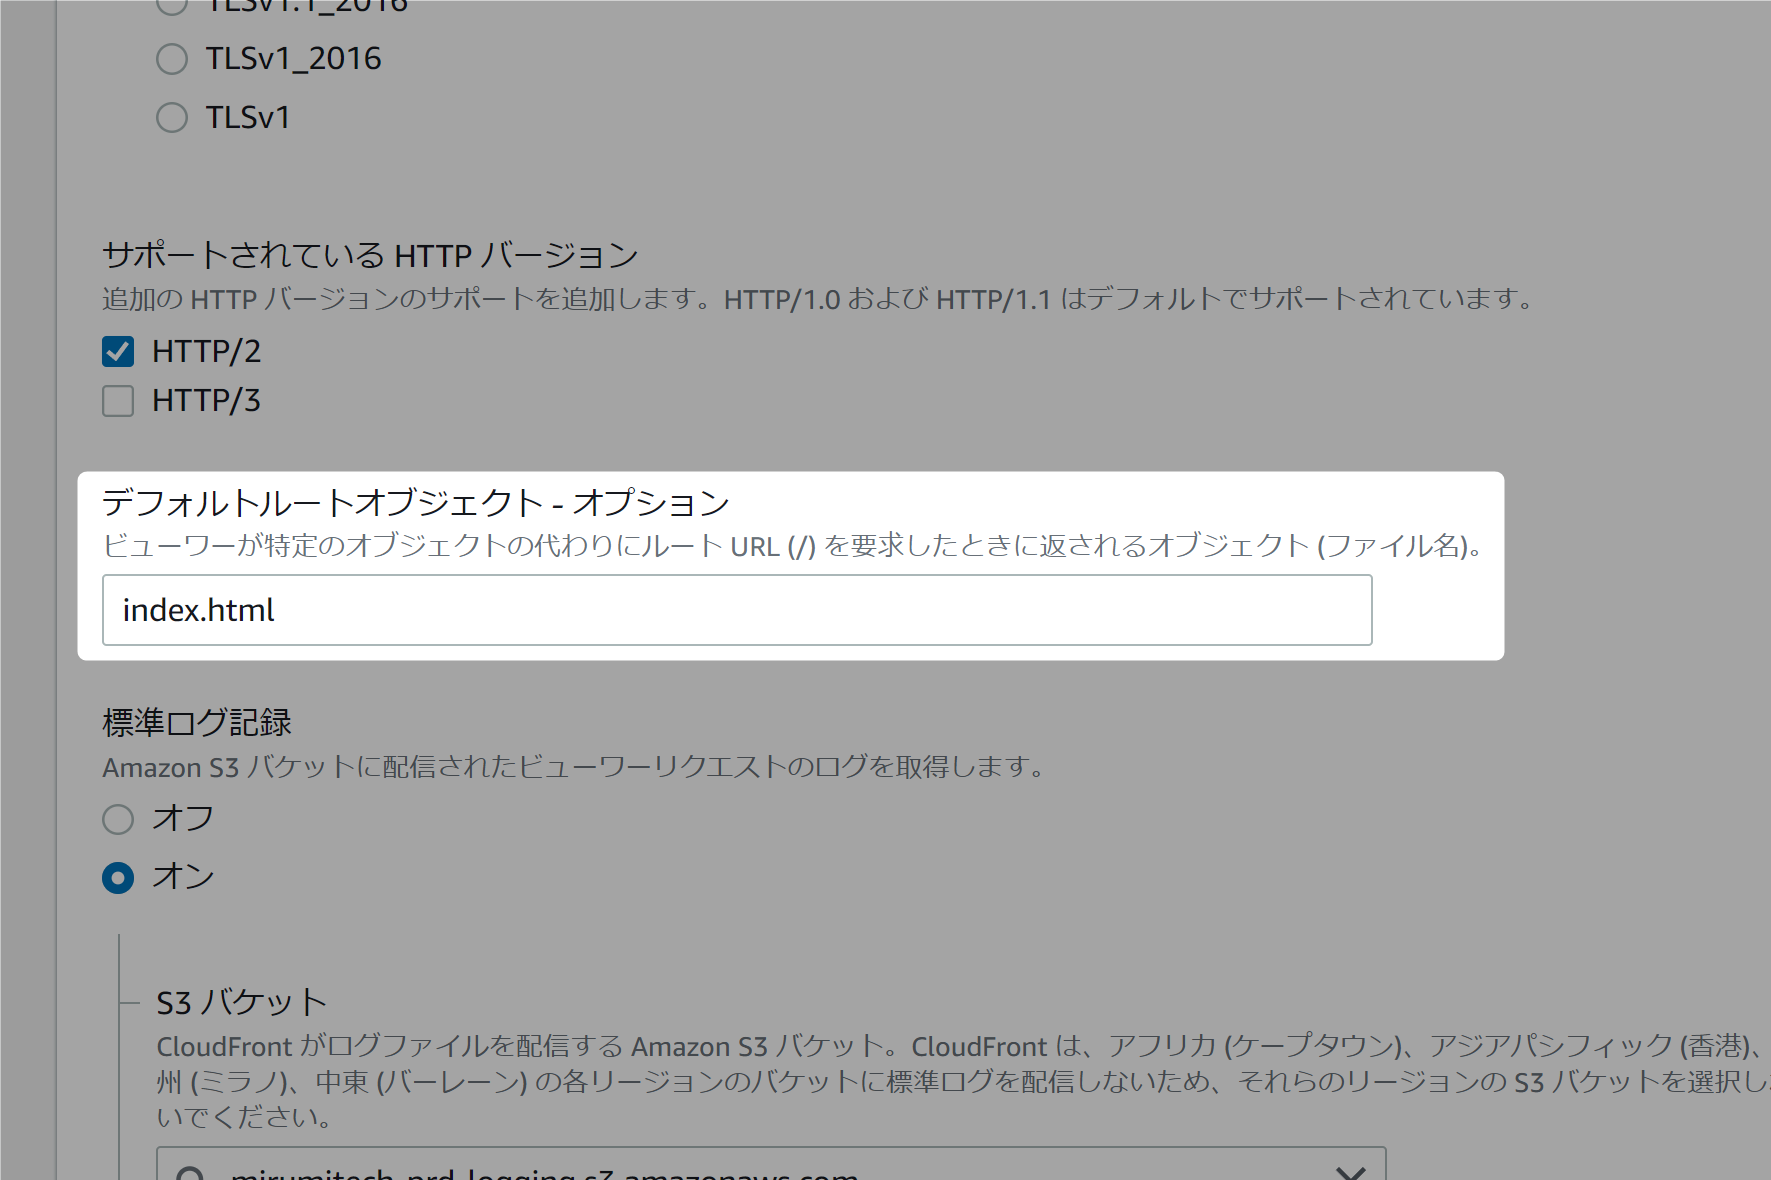 TLSv1.1_2016
TLSv1_2016
TLSv1
サポートされている HTTP バージョン
追加の HTTP バージョンのサポートを追加します。HTTP/1.0 および HTTP/1.1 はデフォルトでサポートされています。
HTTP/2
HTTP/3
デフォルトルートオブジェクト - オプション
ビューワーが特定のオブジェクトの代わりにルート URL (/) を要求したときに返されるオブジェクト (ファイル名)。
index.html
標準ログ記録
Amazon S3 バケットに配信されたビューワーリクエストのログを取得します。
オフ
オン
S3 バケット
CloudFront がログファイルを配信する Amazon S3 バケット。CloudFront は、アフリカ (ケープタウン)、アジアパシフィック (香港)、
州 (ミラノ)、中東 (バーレーン) の各リージョンのバケットに標準ログを配信しないため、それらのリージョンの S3 バケットを選択し
いでください。
mirumitech-prd-logging.s3.amazonaws.com